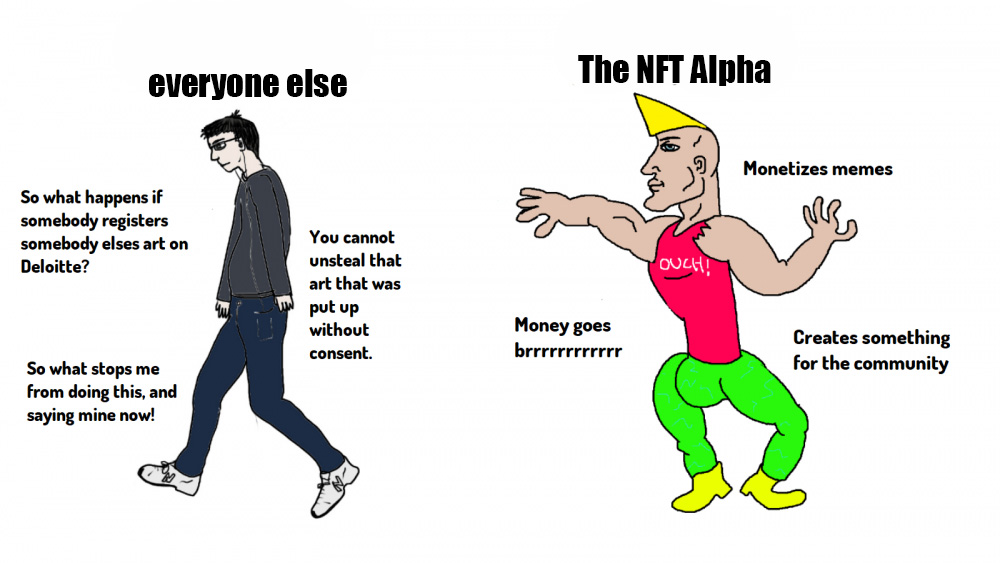 everyone else
So what happens if
somebody registers
somebody elses art on
Deloitte?
You cannot
unsteal that
art that was
put up
without
consent.
So what stops me
from doing this, and
saying mine now!
The NFT Alpha
Monetizes memes
OUCH!
Money goes
brrrrrrrrrrrr
Creates something
for the community